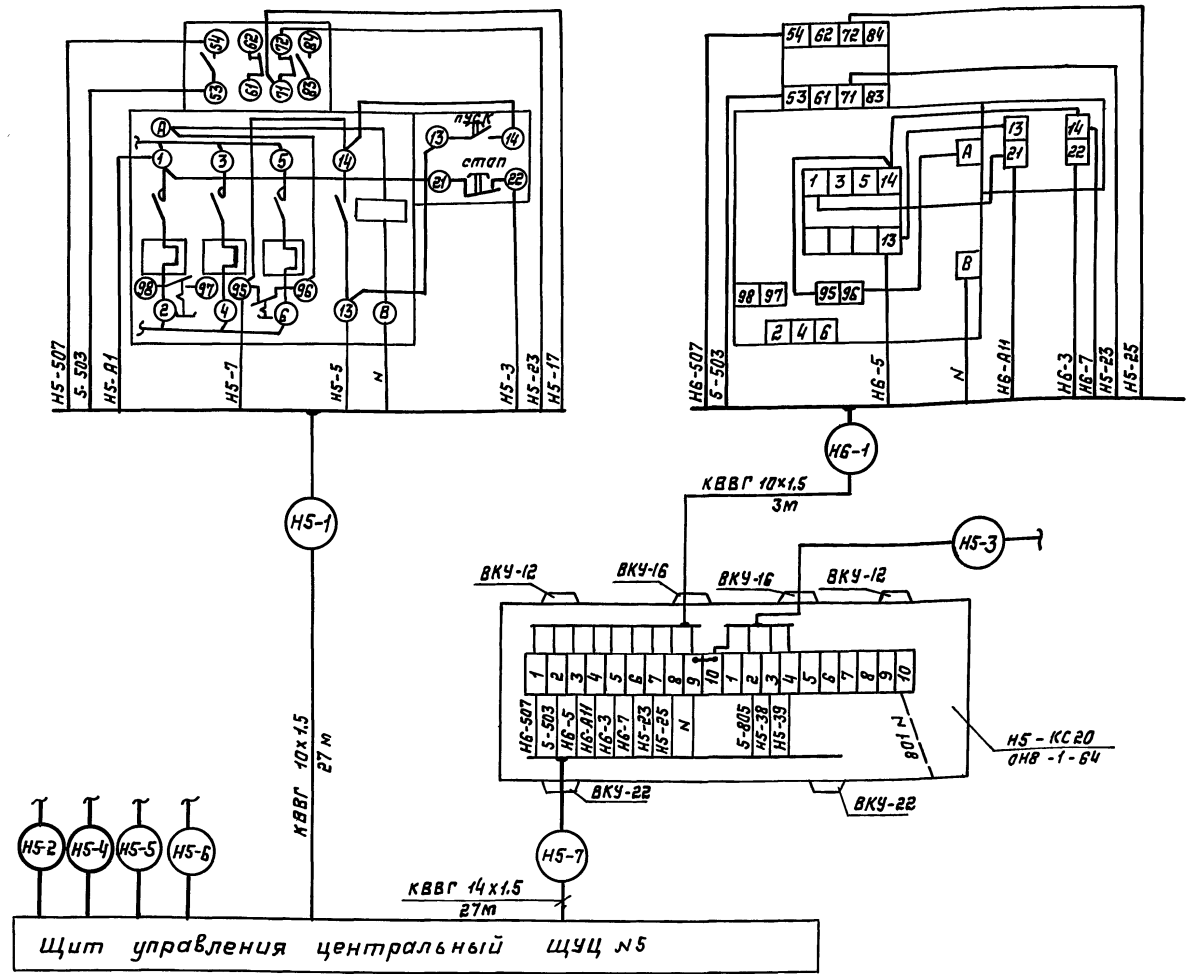 54 62 72 84
53 61 71 83
А
1 3 5 14
13 пуск 14
стоп
21 22
98 97 95 96
2 4 6 13 В
Н5-507
5-503
Н5-А1
Н5-7
Н5-5
N
Н5-3
Н5-23
Н5-17
54 62 72 84
53 61 71 83
13 14
21 22
А
1 3 5 14
13
В
98 97 95 96
2 4 6
Н6-507
5-503
Н6-5
N
Н6-А11
Н6-3
Н6-7
Н5-23
Н5-25
Н6-1
КВВГ 10×1.5
3м
Н5-1
Н5-3
ВКУ-12
ВКУ-16
ВКУ-16
ВКУ-12
1 2 3 4 5 6 7 8 9 10 1 2 3 4 5 6 7 8 9 10
Н6-507
5-503
Н6-5
Н6-А11
Н6-3
Н6-7
Н5-23
Н5-25
N
5-805
Н5-38
Н5-39
801 N
Н5-КС20
ОН8-1-64
ВКУ-22
ВКУ-22
КВВГ 10×1.5
27м
Н5-2
Н5-4
Н5-5
Н5-6
Н5-7
КВВГ 14×1.5
27м
Щит управления центральный ЩУЦ N5